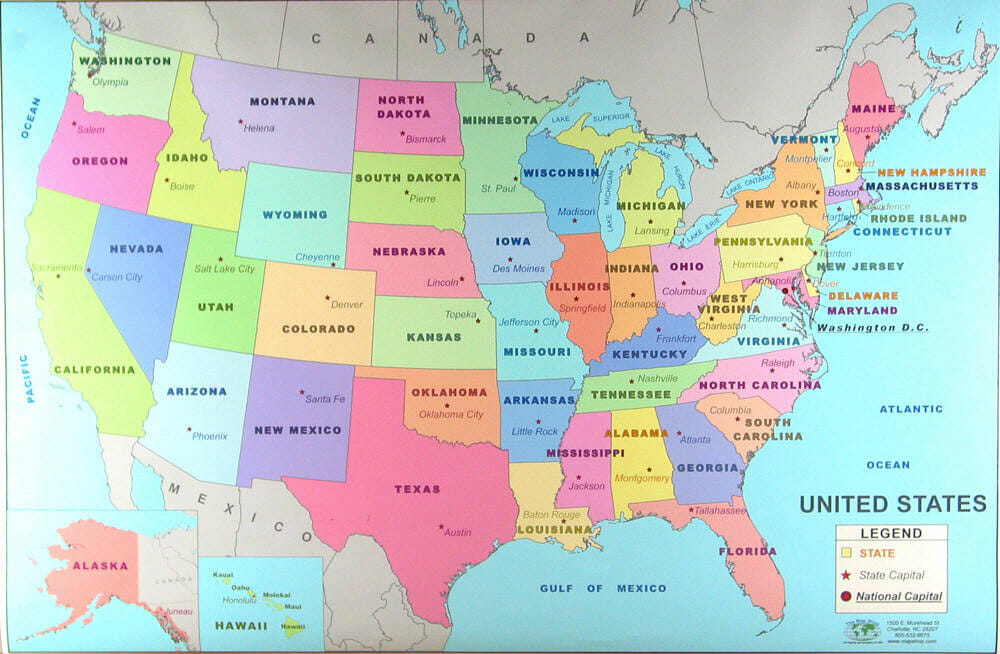 C A N A D A
WASHINGTON
Olympia
MONTANA
Helena
NORTH
DAKOTA
Bismarck
MINNESOTA
St. Paul
LAKE SUPERIOR
MAINE
Augusta
VERMONT
Montpelier
Concord
NEW HAMPSHIRE
OCEAN
Salem
OREGON
IDAHO
Boise
SOUTH DAKOTA
Pierre
WISCONSIN
Madison
LAKE MICHIGAN
LAKE HURON
MICHIGAN
Lansing
LAKE ONTARIO
LAKE ERIE
Albany
NEW YORK
Boston
MASSACHUSETTS
RHODE ISLAND
Hartford
CONNECTICUT
WYOMING
Cheyenne
NEBRASKA
Lincoln
IOWA
Des Moines
PENNSYLVANIA
Harrisburg
Trenton
NEW JERSEY
NEVADA
Carson City
Sacramento
Salt Lake City
UTAH
Denver
COLORADO
Topeka
KANSAS
Jefferson City
MISSOURI
ILLINOIS
Springfield
INDIANA
Indianapolis
OHIO
Columbus
WEST
VIRGINIA
Charleston
Annapolis
Dover
DELAWARE
MARYLAND
Washington D.C.
Richmond
VIRGINIA
Frankfort
KENTUCKY
PACIFIC
CALIFORNIA
ARIZONA
Phoenix
Santa Fe
NEW MEXICO
OKLAHOMA
Oklahoma City
ARKANSAS
Little Rock
Nashville
TENNESSEE
Raleigh
NORTH CAROLINA
Columbia
SOUTH
CAROLINA
ATLANTIC
OCEAN
ALABAMA
Montgomery
Atlanta
GEORGIA
MISSISSIPPI
Jackson
TEXAS
Austin
Baton Rouge
LOUISIANA
Tallahassee
FLORIDA
MEXICO
GULF OF MEXICO
ALASKA
CANADA
Juneau
Kauai
Oahu
Honolulu
Molokai
Maui
Hawaii
HAWAII
UNITED STATES
LEGEND
STATE
State Capital
National Capital
1500 E. Morehead St
Charlotte, NC 28207
800-532-6675
www.mapshop.com